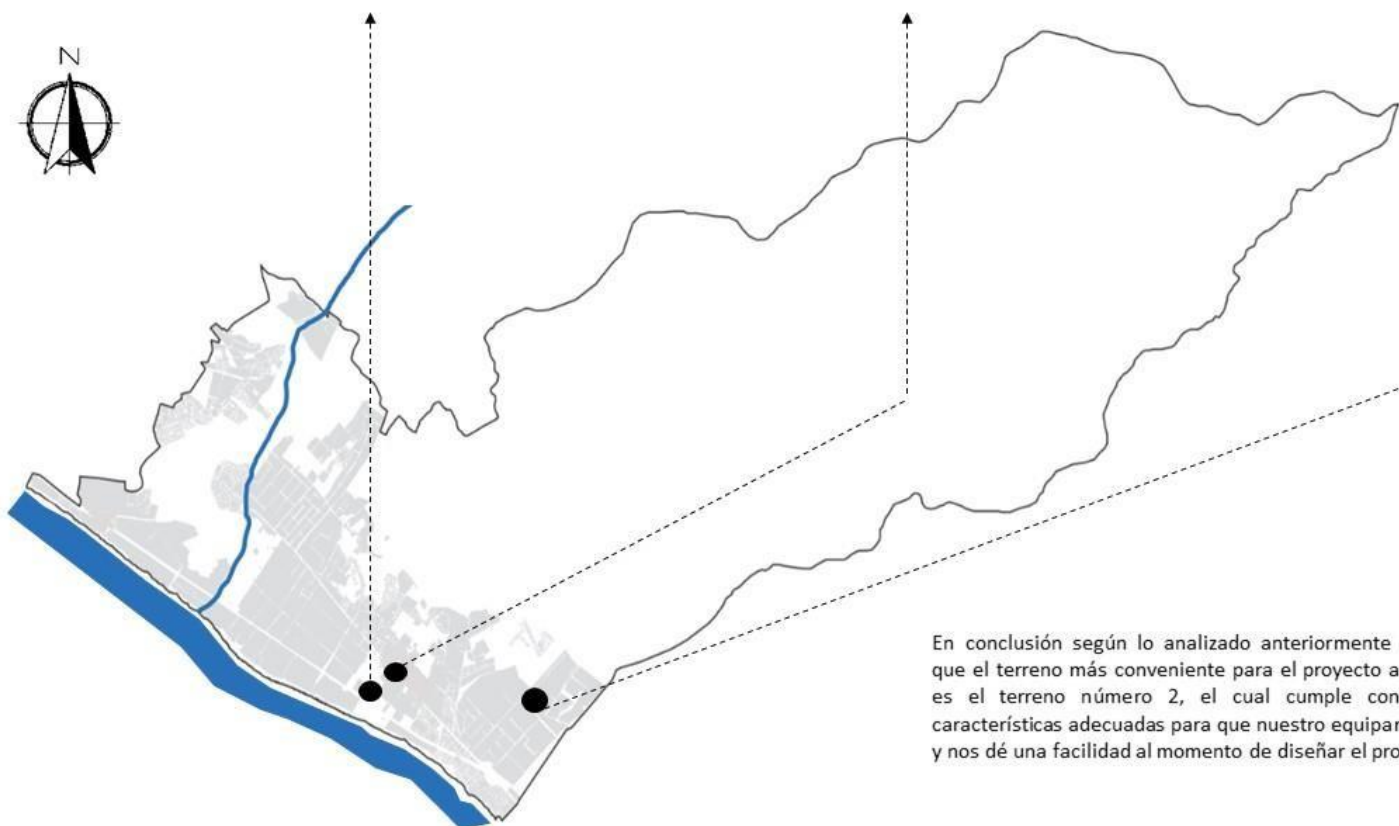 N
En conclusión según lo analizado anteriormente
que el terreno más conveniente para el proyecto a
es el terreno número 2, el cual cumple con
características adecuadas para que nuestro equipar
y nos dé una facilidad al momento de diseñar el pro